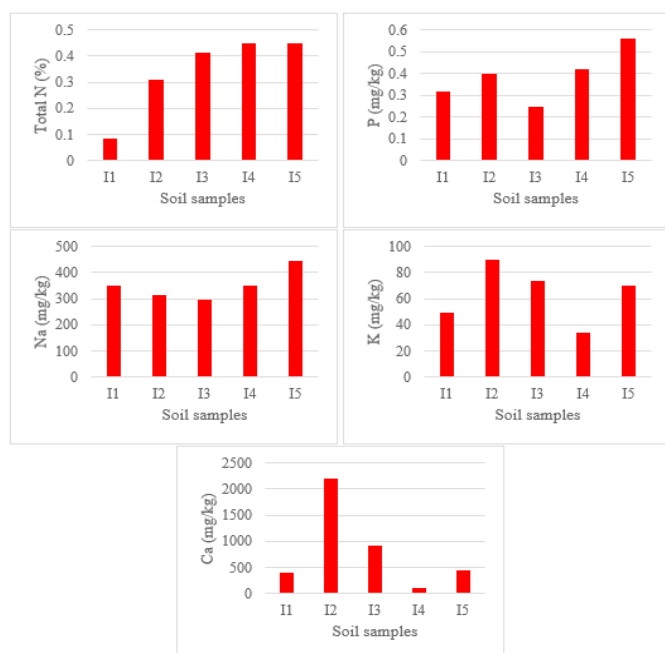 Total N (%)
0.5
0.4
0.3
0.2
0.1
0
I1 I2 I3 I4 I5
Soil samples
P (mg/kg)
0.6
0.5
0.4
0.3
0.2
0.1
0
I1 I2 I3 I4 I5
Soil samples
Na (mg/kg)
500
400
300
200
100
0
I1 I2 I3 I4 I5
Soil samples
K (mg/kg)
100
80
60
40
20
0
I1 I2 I3 I4 I5
Soil samples
Ca (mg/kg)
2500
2000
1500
1000
500
0
I1 I2 I3 I4 I5
Soil samples